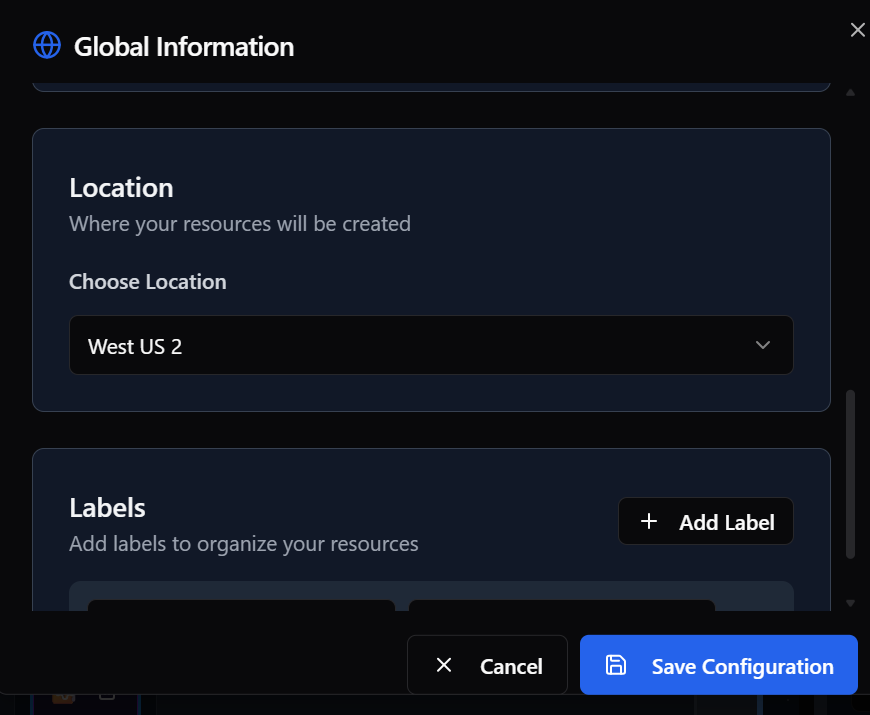 Global Information
Location
Where your resources will be created
Choose Location
West US 2
Labels
Add labels to organize your resources
Add Label
Cancel
Save Configuration